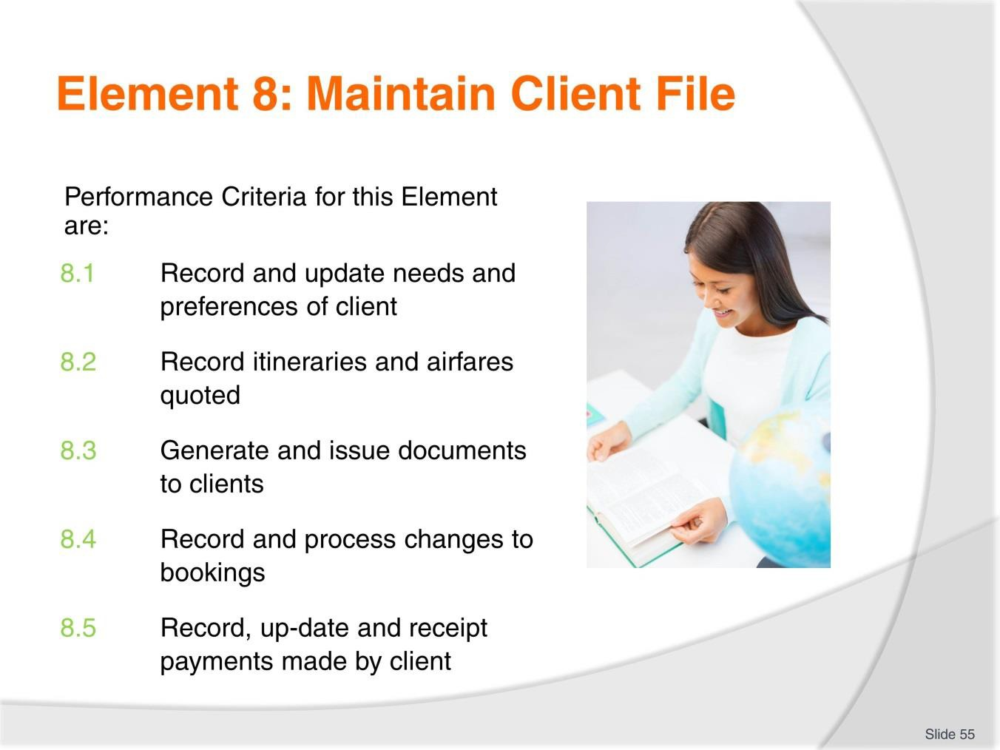 Element 8: Maintain Client File
Performance Criteria for this Element
are:
8.1 Record and update needs and
preferences of client
8.2 Record itineraries and airfares
quoted
8.3 Generate and issue documents
to clients
8.4 Record and process changes to
bookings
8.5 Record, up-date and receipt
payments made by client
Slide 55